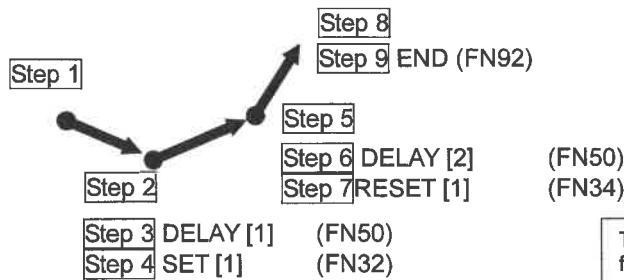 Step 8
Step 9 END (FN92)
Step 1
Step 5
Step 6 DELAY [2] (FN50)
Step 7 RESET [1] (FN34)
Step 2
Step 3 DELAY [1] (FN50)
Step 4 SET [1] (FN32)